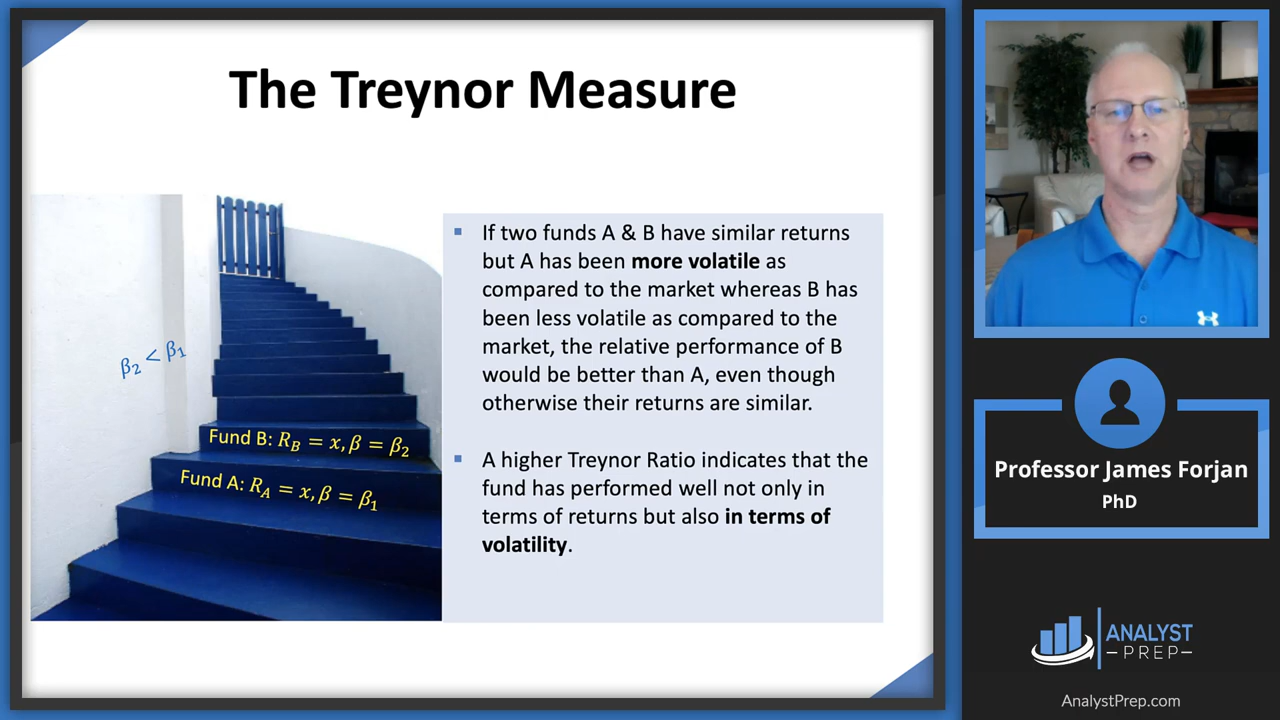 The Treynor Measure
β₂ < β₁
Fund B: R_B = x, β = β₂
Fund A: R_A = x, β = β₁
▪ If two funds A & B have similar returns
but A has been more volatile as
compared to the market whereas B has
been less volatile as compared to the
market, the relative performance of B
would be better than A, even though
otherwise their returns are similar.
▪ A higher Treynor Ratio indicates that the
fund has performed well not only in
terms of returns but also in terms of
volatility.
Professor James Forjan
PhD
ANALYST
–PREP–
AnalystPrep.com